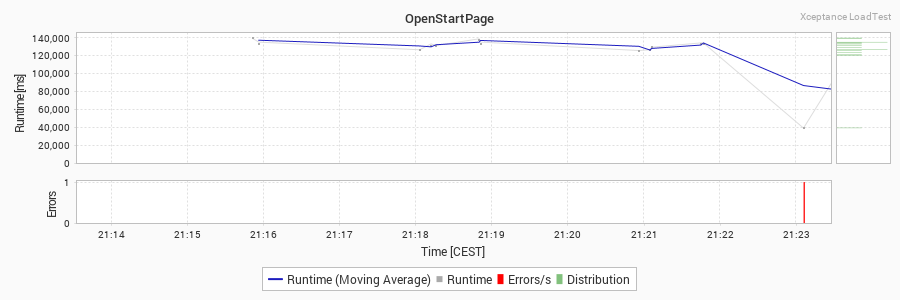 OpenStartPage
Xceptance LoadTest
Runtime [ms]
140,000
120,000
100,000
80,000
60,000
40,000
20,000
0
Errors
1
0
21:14 21:15 21:16 21:17 21:18 21:19 21:20 21:21 21:22 21:23
Time [CEST]
Runtime (Moving Average) Runtime Errors/s Distribution